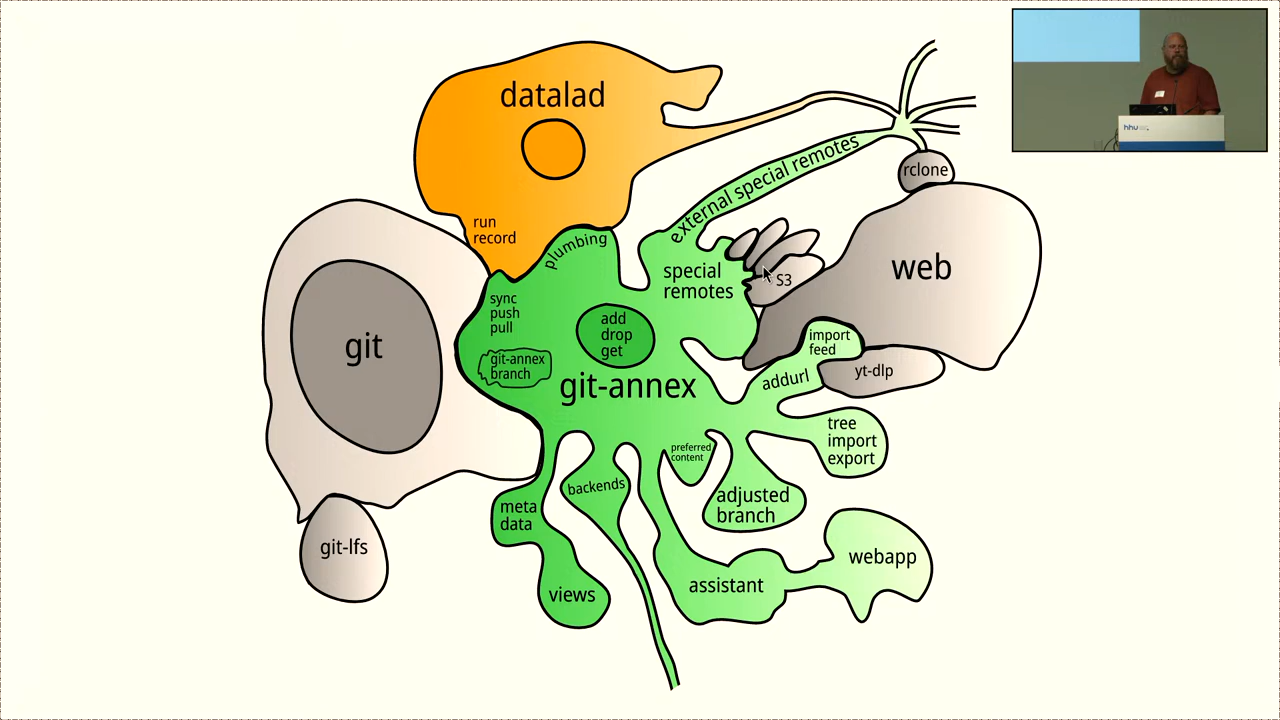 datalad
run
record
plumbing
external special remotes
rclone
special
remotes
S3
web
git
sync
push
pull
add
drop
get
git-annex
branch
git-annex
import
feed
addurl
yt-dlp
tree
import
export
preferred
content
adjusted
branch
backends
meta
data
views
git-lfs
assistant
webapp
hhu